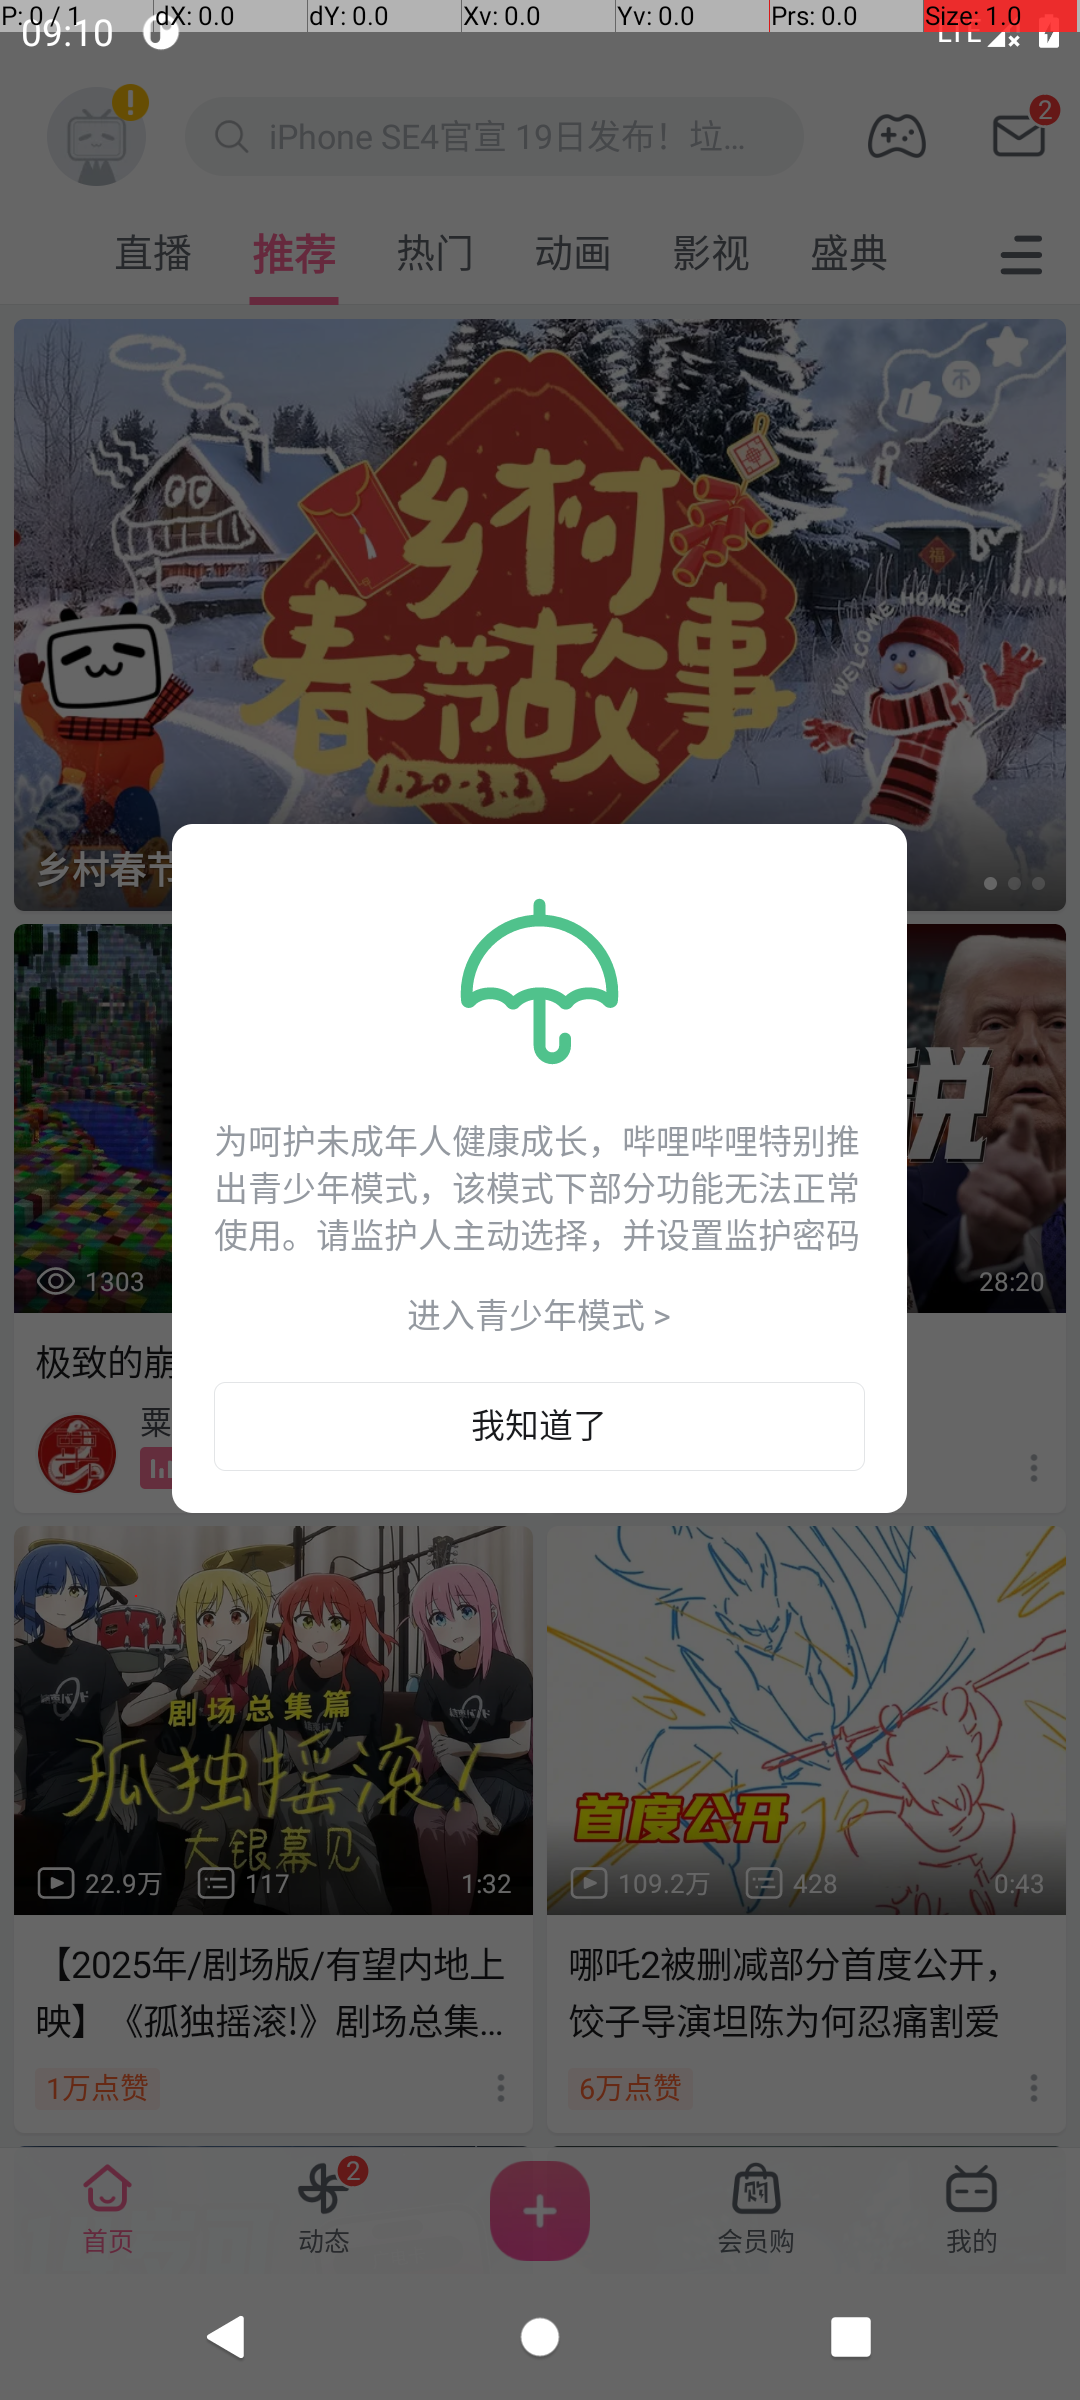 P: 0 / 1 dX: 0.0 dY: 0.0 Xv: 0.0 Yv: 0.0 Prs: 0.0 Size: 1.0
09:10 LTE
iPhone SE4官宣 19日发布！垃... 2
直播 推荐 热门 动画 影视 盛典
乡村
春节故事
1.20-3.3
福
WELCOME HOME
乡村春节
税
1303
28:20
极致的崩
粟
为呵护未成年人健康成长，哔哩哔哩特别推
出青少年模式，该模式下部分功能无法正常
使用。请监护人主动选择，并设置监护密码
进入青少年模式 >
我知道了
剧场总集篇
孤独摇滚！
大银幕见
22.9万 117 1:32
首度公开
109.2万 428 0:43
【2025年/剧场版/有望内地上
映】《孤独摇滚!》剧场总集...
1万点赞
哪吒2被删减部分首度公开，
饺子导演坦陈为何忍痛割爱
6万点赞
首页 动态 2 会员购 我的